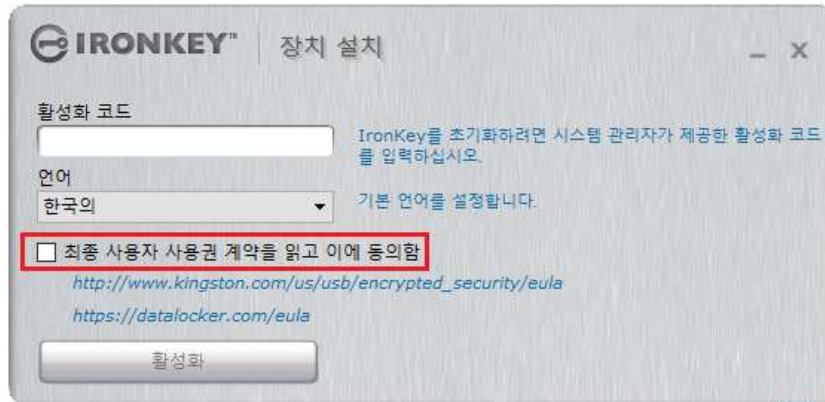 IRONKEY™ 장치 설치
활성화 코드
IronKey를 초기화하려면 시스템 관리자가 제공한 활성화 코드
를 입력하십시오.
언어
한국의
기본 언어를 설정합니다.
최종 사용자 사용권 계약을 읽고 이에 동의함
http://www.kingston.com/us/usb/encrypted_security/eula
https://datalocker.com/eula
활성화